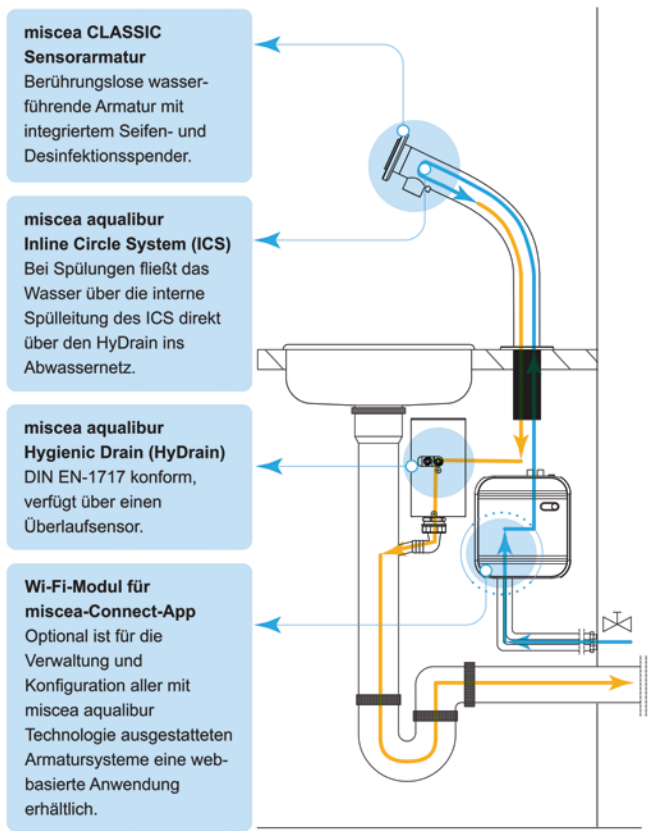 miscea CLASSIC
Sensorarmatur
Berührungslose wasser-
führende Armatur mit
integriertem Seifen- und
Desinfektionsspender.
miscea aqualibur
Inline Circle System (ICS)
Bei Spülungen fließt das
Wasser über die interne
Spülleitung des ICS direkt
über den HyDrain ins
Abwassernetz.
miscea aqualibur
Hygienic Drain (HyDrain)
DIN EN-1717 konform,
verfügt über einen
Überlaufsensor.
Wi-Fi-Modul für
miscea-Connect-App
Optional ist für die
Verwaltung und
Konfiguration aller mit
miscea aqualibur
Technologie ausgestatteten
Armatursysteme eine web-
basierte Anwendung
erhältlich.